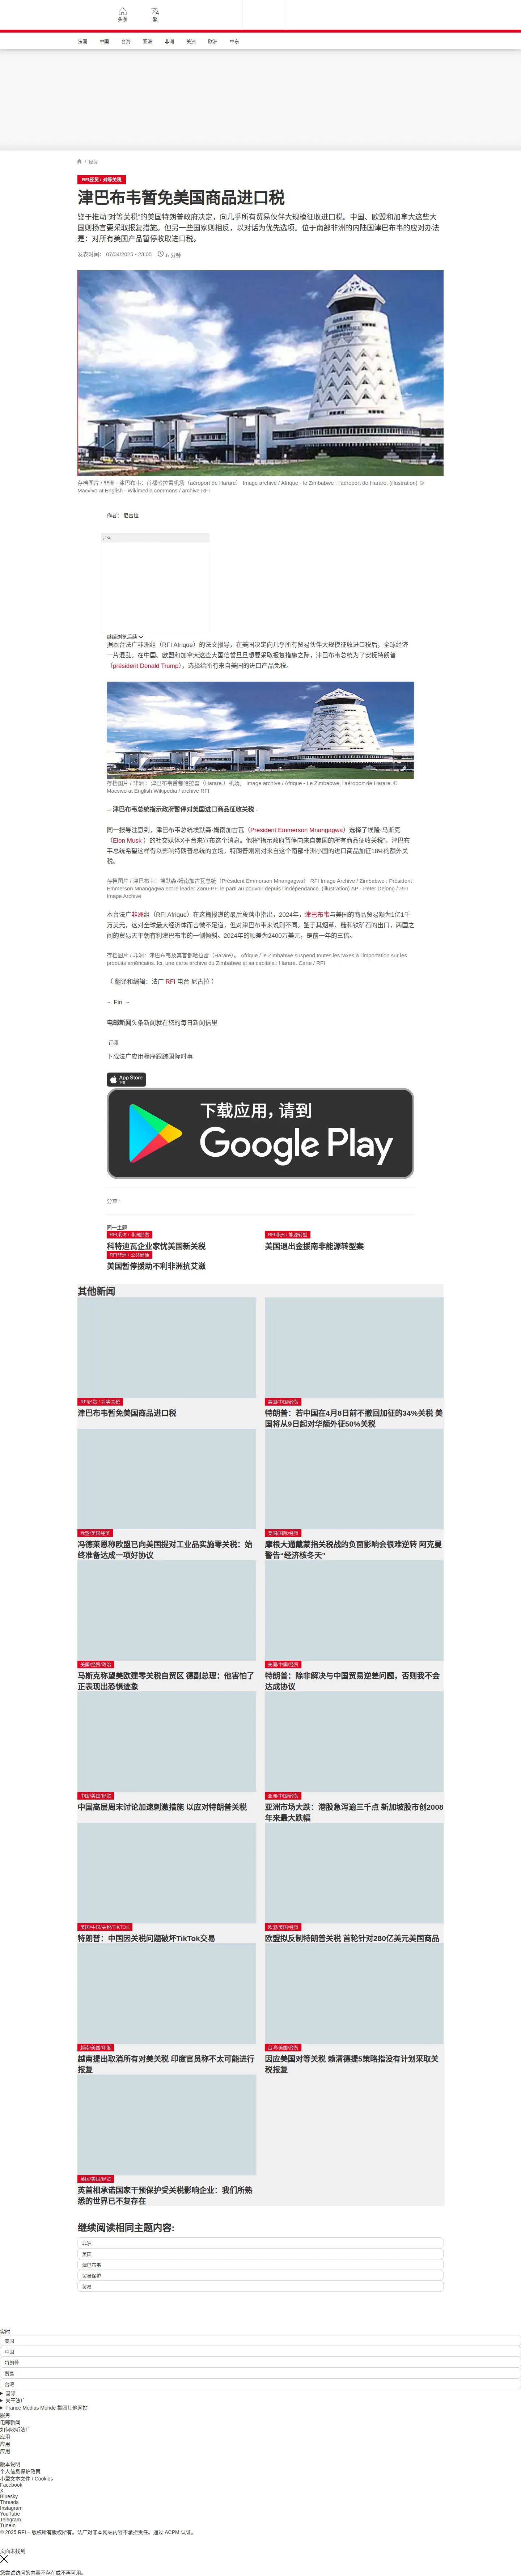 头条
繁
法国
中国
台海
亚洲
非洲
美洲
欧洲
中东
/ 经贸
RFI经贸 / 对等关税
津巴布韦暂免美国商品进口税
鉴于推动“对等关税”的美国特朗普政府决定，向几乎所有贸易伙伴大规模征收进口税。中国、欧盟和加拿大这些大
国则扬言要采取报复措施。但另一些国家则相反，以对话为优先选项。位于南部非洲的内陆国津巴布韦的应对办法
是：对所有美国产品暂停收取进口税。
发表时间： 07/04/2025 - 23:05
6 分钟
INTERNATIONAL
AIRPORT
存档图片 / 非洲 - 津巴布韦：首都哈拉雷机场（aéroport de Harare） Image archive / Afrique - le Zimbabwe : l'aéroport de Harare. (illustration) ©
Macvivo at English - Wikimedia commons / archive RFI
作者： 尼古拉
广告
继续浏览后续
据本台法广非洲组（RFI Afrique）的法文报导，在美国决定向几乎所有贸易伙伴大规模征收进口税后，全球经济
一片混乱。在中国、欧盟和加拿大这些大国信誓旦旦想要采取报复措施之际，津巴布韦总统为了安抚特朗普
（président Donald Trump），选择给所有来自美国的进口产品免税。
存档图片 / 非洲 ：津巴布韦首都哈拉雷（Harare.）机场。 Image archive / Afrique - Le Zimbabwe, l'aéroport de Harare. ©
Macvivo at English Wikipedia / archive RFI
-- 津巴布韦总统指示政府暂停对美国进口商品征收关税 -
同一报导注意到，津巴布韦总统默森·姆南加古瓦（Président Emmerson Mnangagwa）选择了埃隆·马斯克
（Elon Musk ）的社交媒体X平台来宣布这个消息。他将“指示政府暂停向来自美国的所有商品征收关税”。津巴布
韦总统希望这样得以影响特朗普总统的立场。特朗普刚刚对来自这个南部非洲小国的进口商品加征18%的额外关
税。
存档图片 / 津巴布韦：埃默森·姆南加古瓦总统（Président Emmerson Mnangagwa） RFI Image Archive / Zimbabwe : Président
Emmerson Mnangagwa est le leader Zanu-PF, le parti au pouvoir depuis l'indépendance. (illustration) AP - Peter Dejong / RFI
Image Archive
本台法广非洲组（RFI Afrique）在这篇报道的最后段落中指出，2024年，津巴布韦与美国的商品贸易额为1亿1千
万美元，这对全球最大经济体而言微不足道，但对津巴布韦来说则不同。鉴于其烟草、糖和铁矿石的出口，两国之
间的贸易天平朝有利津巴布韦的一侧倾斜。2024年的顺差为2400万美元，是前一年的三倍。
存档图片 / 非洲：津巴布韦及其首都哈拉雷（Harare）。 Afrique / le Zimbabwe suspend toutes les taxes à l'importation sur les
produits américains. Ici, une carte archive du Zimbabwe et sa capitale : Harare. Carte / RFI
（ 翻译和编辑：法广 RFI 电台 尼古拉 ）
~. Fin .~
电邮新闻头条新闻就在您的每日新闻信里
订阅
下载法广应用程序跟踪国际时事
App Store
下载
下载应用，请到
Google Play
分享 :
同一主题
RFI采访 / 非洲经贸
科特迪瓦企业家忧美国新关税
RFI非洲 / 能源转型
美国退出金援南非能源转型案
RFI非洲 / 公共健康
美国暂停援助不利非洲抗艾滋
其他新闻
RFI经贸 / 对等关税
津巴布韦暂免美国商品进口税
美国/中国/经贸
特朗普：若中国在4月8日前不撤回加征的34%关税 美
国将从9日起对华额外征50%关税
欧盟/美国经贸
冯德莱恩称欧盟已向美国提对工业品实施零关税：始
终准备达成一项好协议
美国/国际/经贸
摩根大通戴蒙指关税战的负面影响会很难逆转 阿克曼
警告“经济核冬天”
美国/经贸/政治
马斯克称望美欧建零关税自贸区 德副总理：他害怕了
正表现出恐惧迹象
美国/中国/经贸
特朗普：除非解决与中国贸易逆差问题，否则我不会
达成协议
中国/美国/经贸
中国高层周末讨论加速刺激措施 以应对特朗普关税
亚洲/中国/经贸
亚洲市场大跌：港股急泻逾三千点 新加坡股市创2008
年来最大跌幅
美国/中国/关税/TIKTOK
特朗普：中国因关税问题破坏TikTok交易
欧盟/美国/经贸
欧盟拟反制特朗普关税 首轮针对280亿美元美国商品
越南/美国/印度
越南提出取消所有对美关税 印度官员称不太可能进行
报复
台湾/美国/经贸
因应美国对等关税 赖清德提5策略指没有计划采取关
税报复
英国/美国/经贸
英首相承诺国家干预保护受关税影响企业：我们所熟
悉的世界已不复存在
继续阅读相同主题内容:
非洲
美国
津巴布韦
贸易保护
贸易
实时
美国
中国
特朗普
贸易
台湾
国际
关于法广
France Médias Monde 集团其他网站
服务
电邮新闻
如何收听法广
应用
应用
应用
版本说明
个人信息保护政策
小型文本文件 / Cookies
Facebook
X
Bluesky
Threads
Instagram
YouTube
Telegram
TuneIn
© 2025 RFI – 版权所有版权所有。法广对非本网站内容不承担责任。通过 ACPM 认证。
页面未找到
您尝试访问的内容不存在或不再可用。